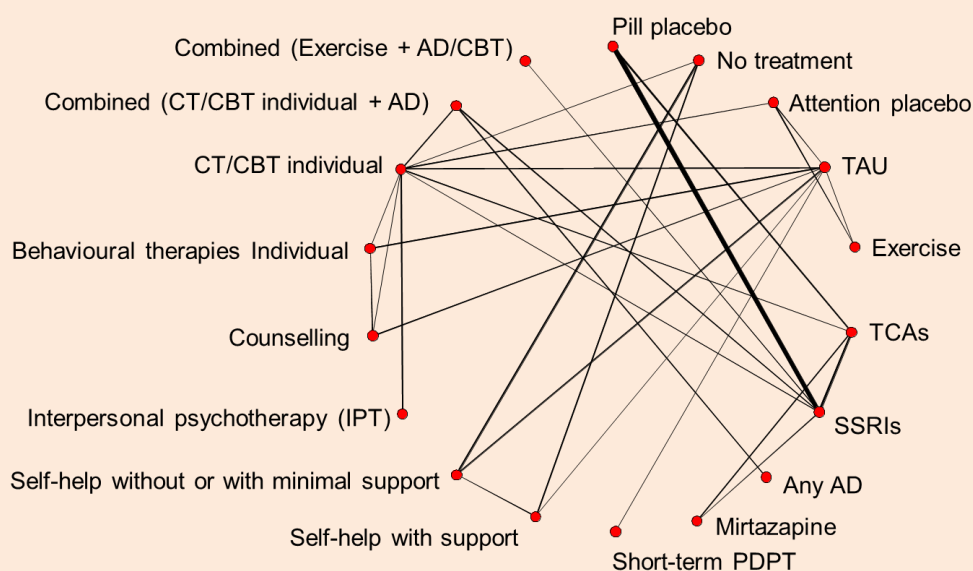 Pill placebo
Combined (Exercise + AD/CBT)
No treatment
Combined (CT/CBT individual + AD)
Attention placebo
CT/CBT individual
TAU
Behavioural therapies Individual
Exercise
Counselling
TCAs
Interpersonal psychotherapy (IPT)
SSRIs
Self-help without or with minimal support
Any AD
Self-help with support
Mirtazapine
Short-term PDPT